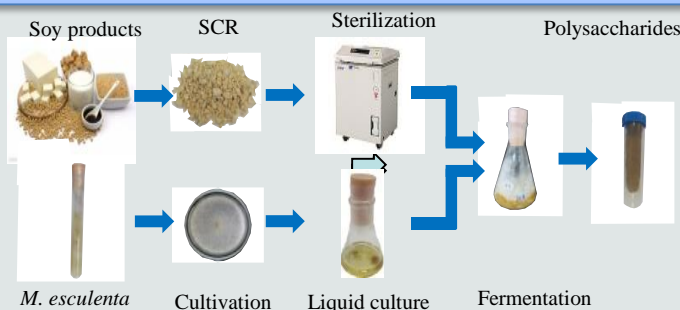 Soy products
SCR
Sterilization
Polysaccharides
M. esculenta
Cultivation
Liquid culture
Fermentation